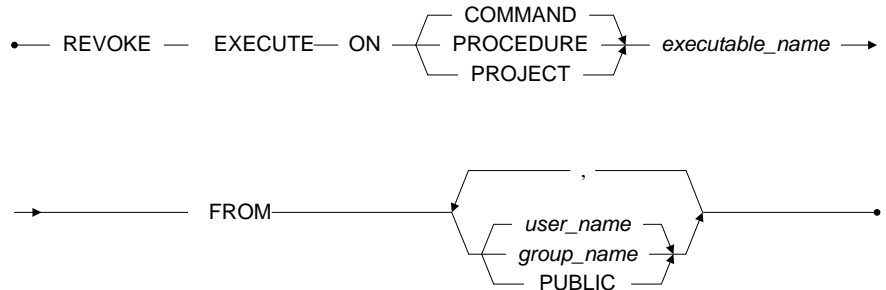 COMMAND
REVOKE EXECUTE ON PROCEDURE executable_name
PROJECT
,
FROM user_name
group_name
PUBLIC